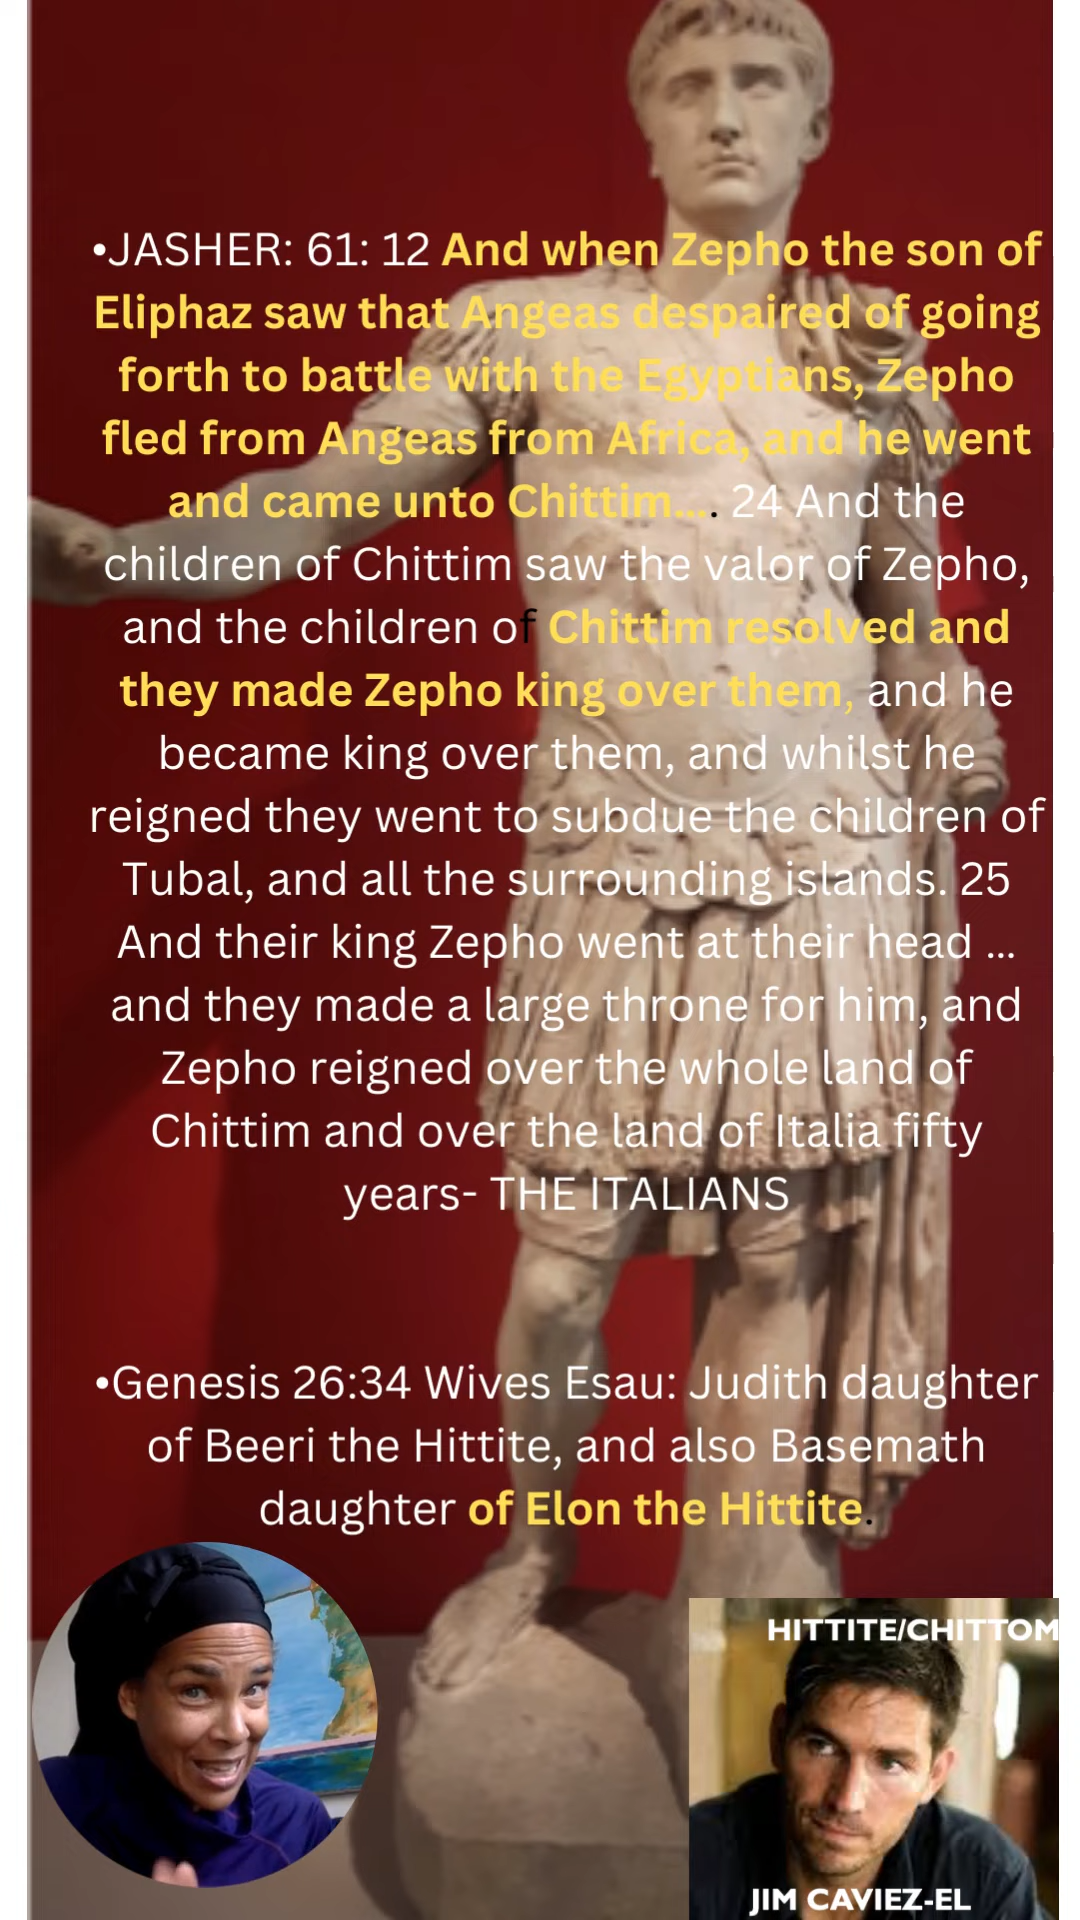 •JASHER: 61: 12 And when Zepho the son of
Eliphaz saw that Angeas despaired of going
forth to battle with the Egyptians, Zepho
fled from Angeas from Africa, and he went
and came unto Chittim.... 24 And the
children of Chittim saw the valor of Zepho,
and the children of Chittim resolved and
they made Zepho king over them, and he
became king over them, and whilst he
reigned they went to subdue the children of
Tubal, and all the surrounding islands. 25
And their king Zepho went at their head ...
and they made a large throne for him, and
Zepho reigned over the whole land of
Chittim and over the land of Italia fifty
years- THE ITALIANS
•Genesis 26:34 Wives Esau: Judith daughter
of Beeri the Hittite, and also Basemath
daughter of Elon the Hittite.
HITTITE/CHITTOM
JIM CAVIEZ-EL